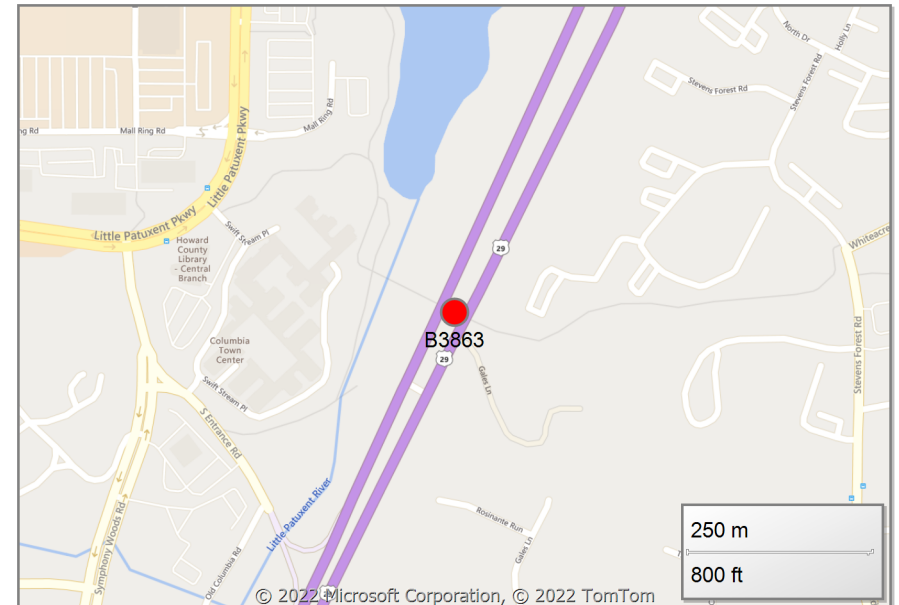 North Dr
Holly Ln
Stevens Forest Rd
Stevens Forest Rd
Mall Ring Rd
Mall Ring Rd
ng Rd
Little Patuxent Pkwy
Little Patuxent Pkwy
Swift Stream Pl
Howard
County
Library
- Central
Branch
29
Whiteacre
B3863
29
Columbia
Town
Center
Gales Ln
Stevens Forest Rd
Swift Stream Pl
S Entrance Rd
Little Patuxent River
Rosinante Run
Gales Ln
Symphony Woods Rd
Old Columbia Rd
250 m
800 ft
© 2022 Microsoft Corporation, © 2022 TomTom